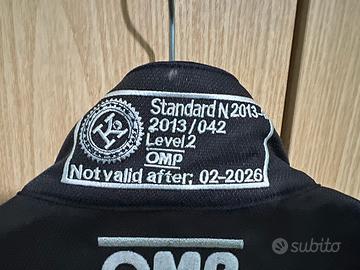 Standard N 2013-
2013/042
Level 2
OMP
Not valid after: 02-2026
OMP
subito